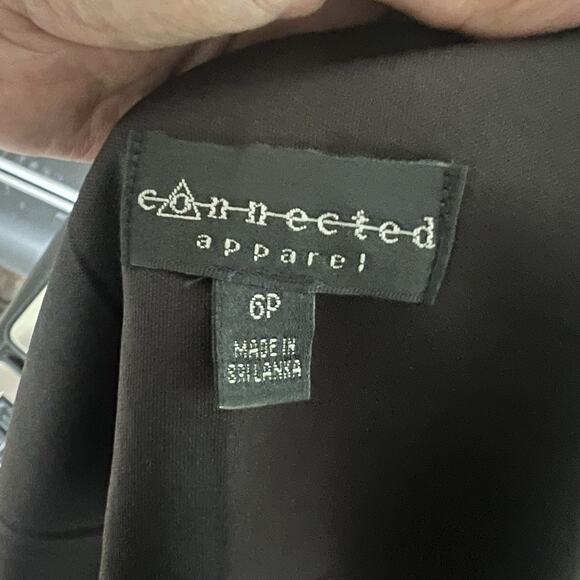 connected
apparel
6P
MADE IN
SRI LANKA